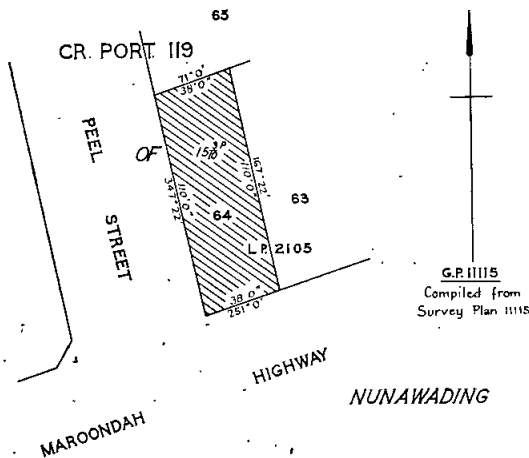 65
CR. PORT. 119
71°0'
38'0"
PEEL STREET
OF
15 3/10 P
347°22'
110'0"
167°22'
110'0"
64
63
L.P. 2105
38'0"
251°0'
MAROONDAH HIGHWAY
NUNAWADING
G.P. 11115
Compiled from
Survey Plan 11115